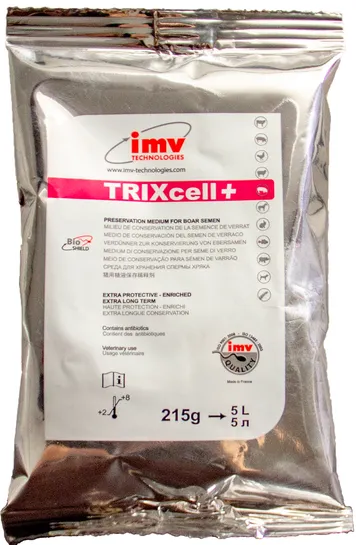 imv
TECHNOLOGIES
www.imv-technologies.com
TRIXcell+
PRESERVATION MEDIUM FOR BOAR SEMEN
MILIEU DE CONSERVATION DE LA SEMENCE DE VERRAT
MEDIO DE CONSERVACIÓN DEL SEMEN DE VERRACO
VERDÜNNER ZUR KONSERVIERUNG VON EBERSAMEN
MEDIUM DI CONSERVAZIONE PER SEME DI
MEIO DE CONSERVAÇÃO PARA SÉMEN DE VARRÃO
СРЕДА ДЛЯ ХРАНЕНИЯ СПЕРМЫ ХРЯКА
Bio
SHIELD
EXTRA PROTECTIVE - ENRICHED
EXTRA LONG TERM
HAUTE PROTECTION - ENRICHI
EXTRA LONGUE CONSERVATION
Contains antibiotics
Contient des antibiotiques
Veterinary use
Usage vétérinaire
imv
QUALITY
Made in France
i
+2
+8
215g → 5 L
5 л